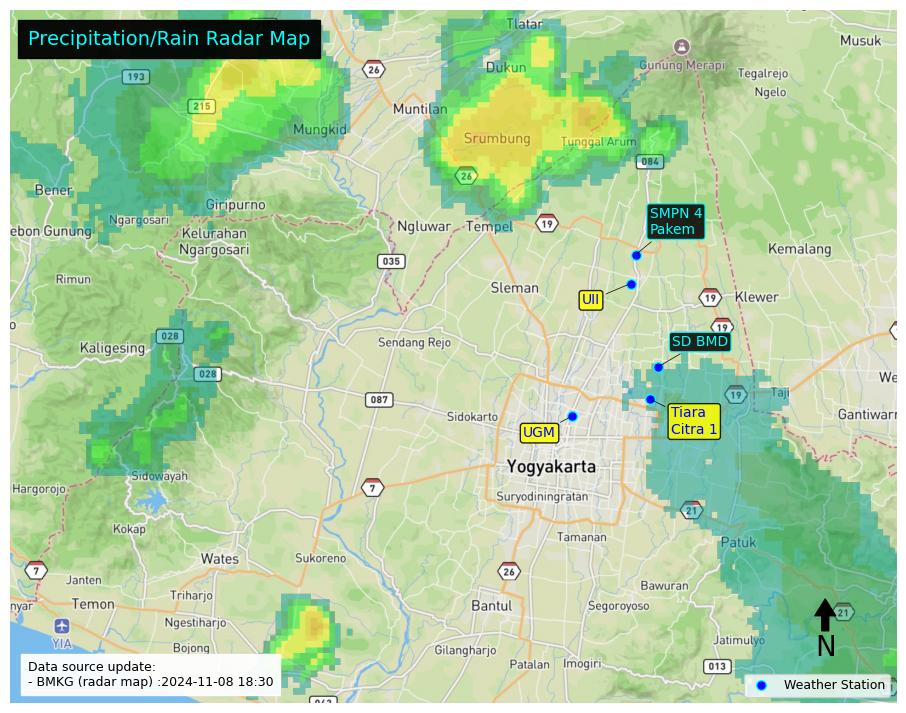 Precipitation/Rain Radar Map
Tlatar
Musuk
193
26
Dukun
Gunung Merapi
Tegalrejo
Ngelo
215
Muntilan
Mungkid
Srumbung
Tunggal Arum
084
26
Bener
Giripurno
Ngargosari
Ngluwar
Tempel
19
SMPN 4
Pakem
ebon Gunung
Kelurahan
Ngargosari
Kemalang
035
Rimun
Sleman
UII
19
Klewer
19
028
Sendang Rejo
SD BMD
Kaligesing
028
We
087
19
Taji
Sidokarto
Tiara
Citra 1
Gantiwarn
UGM
Yogyakarta
Sidowayah
Hargorojo
7
Suryodiningratan
21
Kokap
Tamanan
Patuk
Wates
Sukoreno
7
26
Janten
Bawuran
Triharjo
nyar
Temon
Bantul
Segoroyoso
21
Ngestiharjo
YIA
Bojong
Jatimulyo
N
Gilangharjo
Patalan
Imogiri
013
Data source update:
- BMKG (radar map) :2024-11-08 18:30
Weather Station